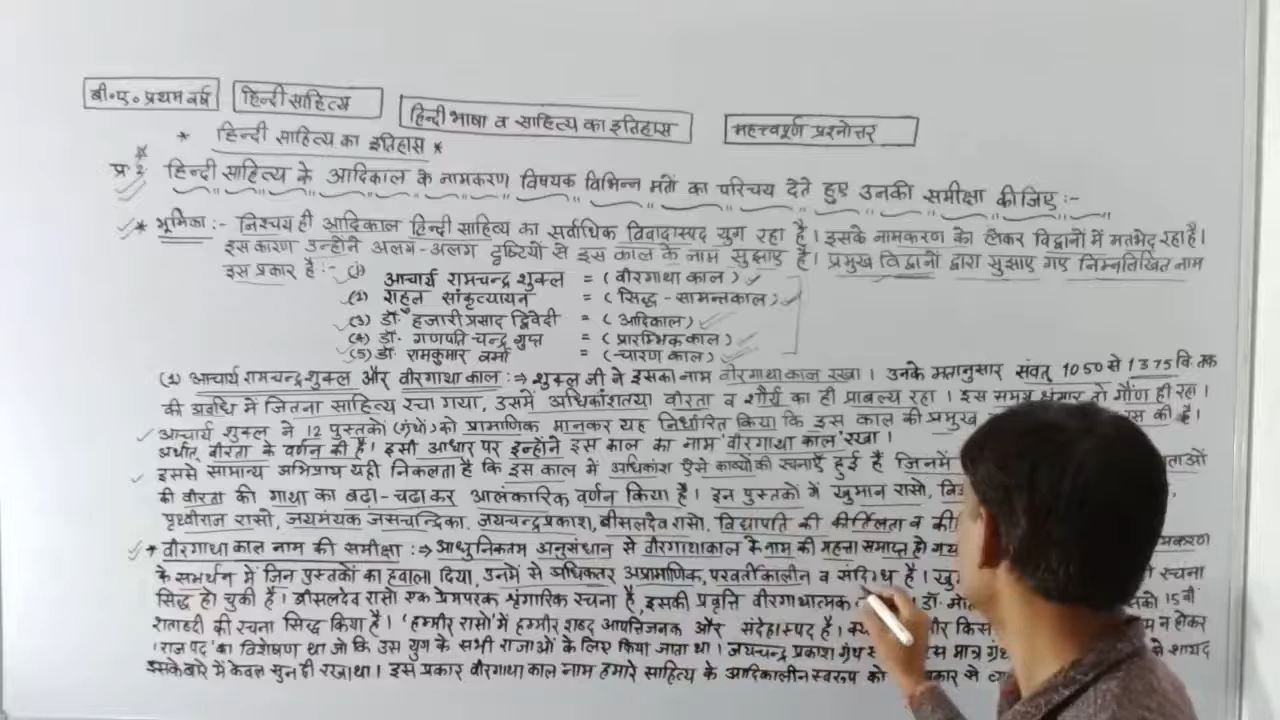 बी॰ए॰ प्रथम वर्ष
हिन्दी साहित्य
हिन्दी भाषा व साहित्य का इतिहास
महत्त्वपूर्ण प्रश्नोत्तर
* हिन्दी साहित्य का इतिहास *
प्र॰2 हिन्दी साहित्य के आदिकाल के नामकरण विषयक विभिन्न मतों का परिचय देते हुए उनकी समीक्षा कीजिए :-
* भूमिका :- निश्चय ही आदिकाल हिन्दी साहित्य का सर्वाधिक विवादास्पद युग रहा है। इसके नामकरण को लेकर विद्वानों में मतभेद रहा है।
इस कारण उन्होंने अलग-अलग दृष्टियों से इस काल के नाम सुझाए हैं। प्रमुख विद्वानों द्वारा सुझाए गए निम्नलिखित नाम
इस प्रकार हैं :- (1) आचार्य रामचन्द्र शुक्ल = (वीरगाथा काल)
(2) राहुल सांकृत्यायन = (सिद्ध-सामन्तकाल)
(3) डॉ॰ हजारी प्रसाद द्विवेदी = (आदिकाल)
(4) डॉ॰ गणपति चन्द्र गुप्त = (प्रारम्भिक काल)
(5) डॉ॰ रामकुमार वर्मा = (चारण काल)
(1) आचार्य रामचन्द्र शुक्ल और वीरगाथा काल :⇒ शुक्ल जी ने इसका नाम वीरगाथा काल रखा। उनके मतानुसार संवत् 1050 से 1375 वि॰ तक
की अवधि में जितना साहित्य रचा गया, उसमें अधिकांशतया वीरता व शौर्य का ही प्राबल्य रहा। इस समय श्रृंगार तो गौण ही रहा।
आचार्य शुक्ल ने 12 पुस्तकों (ग्रंथों) को प्रामाणिक मानकर यह निर्धारित किया कि इस काल की प्रमुख रस की है।
अर्थात् वीरता के वर्णन की है। इसी आधार पर इन्होंने इस काल का नाम 'वीरगाथा काल' रखा।
इससे सामान्य अभिप्राय यही निकलता है कि इस काल में अधिकांश ऐसे काव्यों की रचनाएँ हुई हैं जिनमें
की वीरता की गाथा का बढ़ा-चढ़ाकर आलंकारिक वर्णन किया है। इन पुस्तकों में खुमान रासो,
पृथ्वीराज रासो, जयमंयक जसचन्द्रिका, जयचन्द्रप्रकाश, बीसलदेव रासो, विद्यापति की कीर्तिलता व
* वीरगाथा काल नाम की समीक्षा :⇒ आधुनिकतम अनुसंधान से वीरगाथाकाल के नाम की महत्ता समाप्त हो
के समर्थन में जिन पुस्तकों का हवाला दिया, उनमें से अधिकतर अप्रामाणिक, परवर्तीकालीन व संदिग्ध हैं। रचना
सिद्ध हो चुकी है। बीसलदेव रासो एक प्रेमपरक श्रृंगारिक रचना है, इसकी प्रवृत्ति वीरगाथात्मक डॉ॰ 15वीं
शताब्दी की रचना सिद्ध किया है। 'हम्मीर रासो' में हम्मीर शब्द आपत्तिजनक और संदेहास्पद है। न होकर
'राज पद' का विशेषण था जो कि उस युग के सभी राजाओं के लिए किया जाता था। जयचन्द्र प्रकाश ग्रंथ मात्र शायद
उसके बारे में केवल सुन ही रखा था। इस प्रकार वीरगाथा काल नाम हमारे साहित्य के आदिकालीन स्वरूप को से